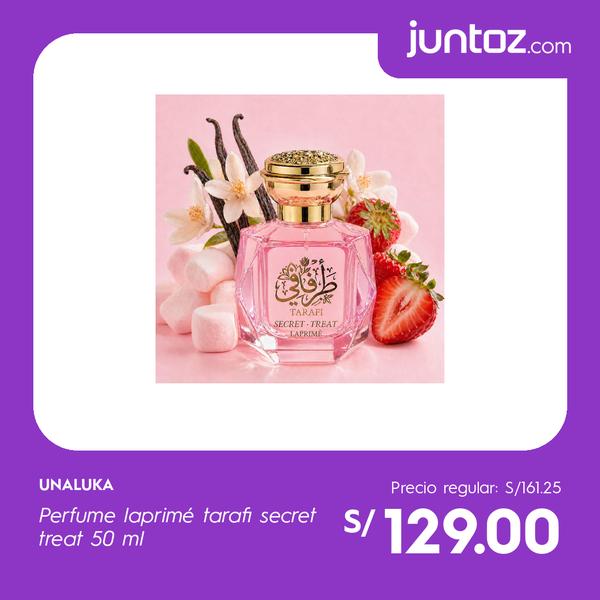 juntoz.com
طرفي
TARAFI
SECRET · TREAT
LAPRIMÉ
UNALUKA
Perfume laprimé tarafi secret
treat 50 ml
Precio regular: S/161.25
S/ 129.00